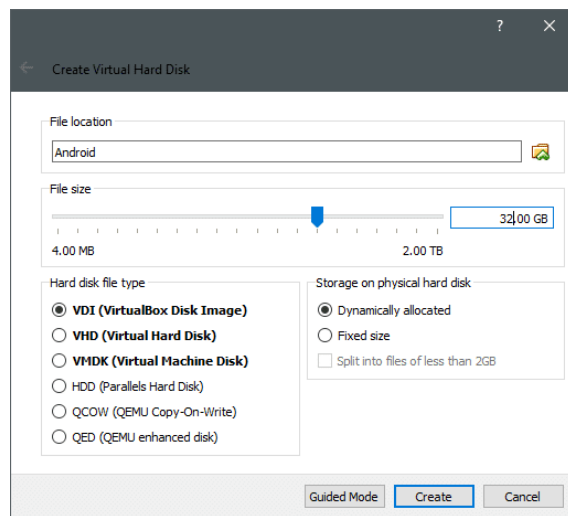 ?
Create Virtual Hard Disk
File location
Android
File size
32.00 GB
4.00 MB 2.00 TB
Hard disk file type
VDI (VirtualBox Disk Image)
VHD (Virtual Hard Disk)
VMDK (Virtual Machine Disk)
HDD (Parallels Hard Disk)
QCOW (QEMU Copy-On-Write)
QED (QEMU enhanced disk)
Storage on physical hard disk
Dynamically allocated
Fixed size
Split into files of less than 2GB
Guided Mode Create Cancel